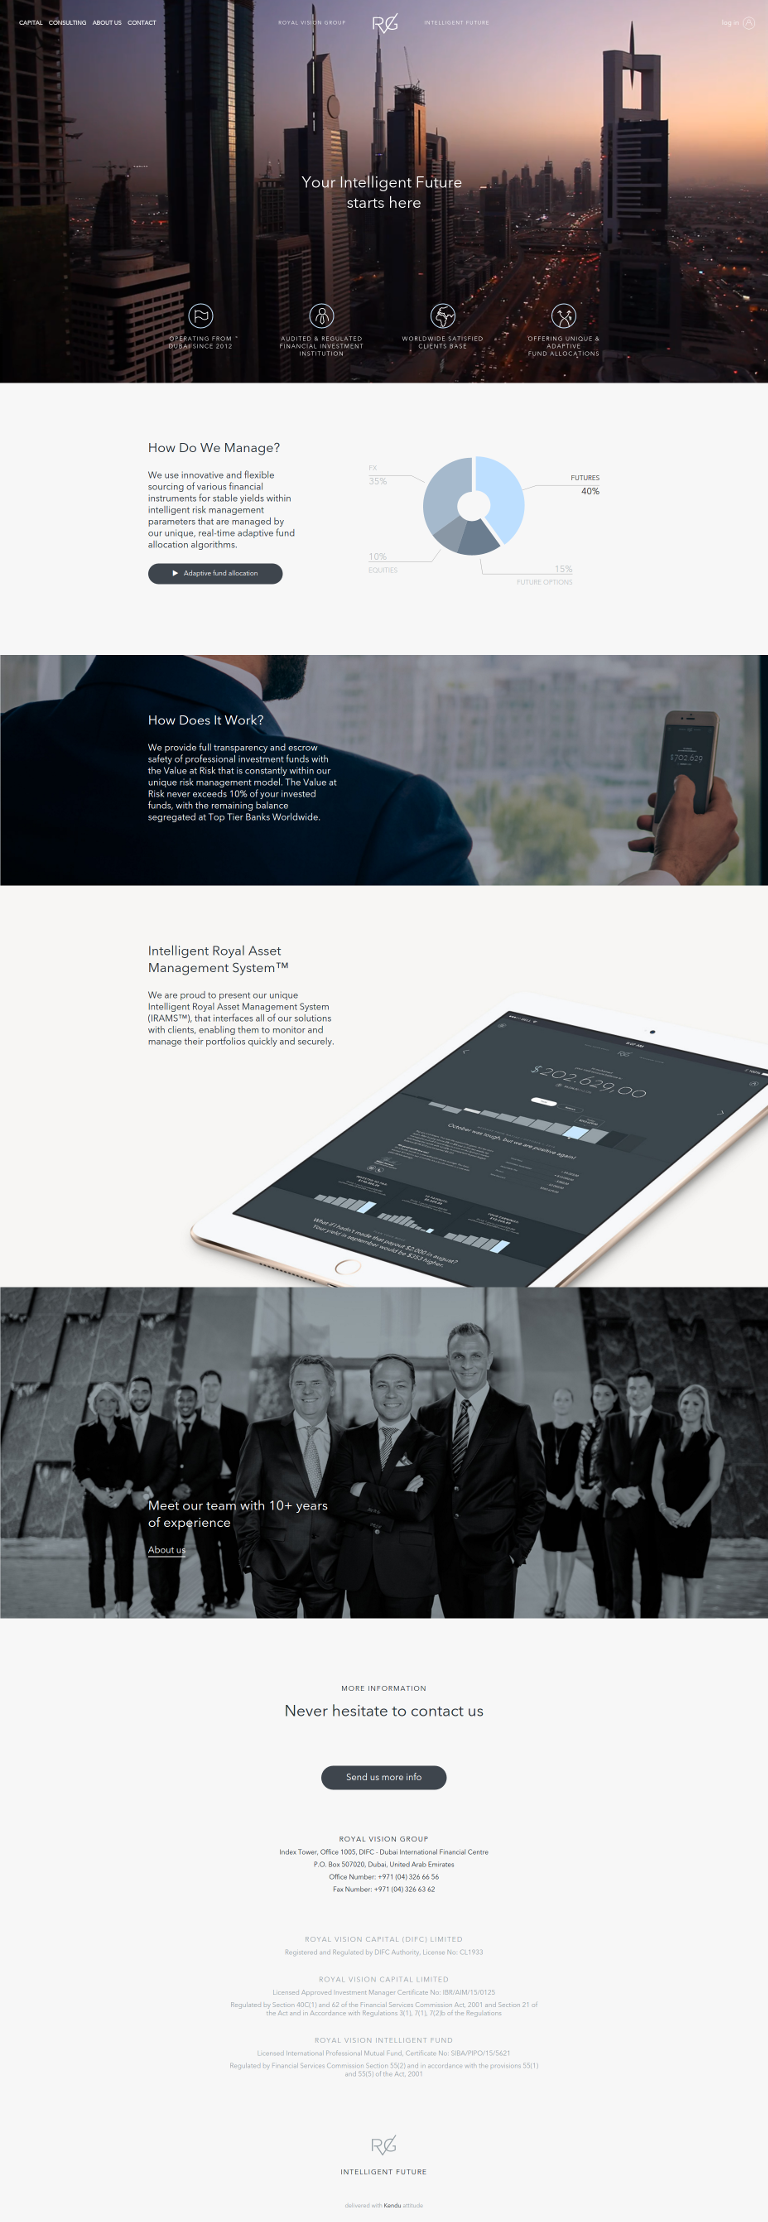 CAPITAL CONSULTING ABOUT US CONTACT
ROYAL VISION GROUP
INTELLIGENT FUTURE
log in
Your Intelligent Future
starts here
OPERATING FROM
DUBAI SINCE 2012
AUDITED & REGULATED
FINANCIAL INVESTMENT
INSTITUTION
WORLDWIDE SATISFIED
CLIENTS BASE
OFFERING UNIQUE &
ADAPTIVE
FUND ALLOCATIONS
How Do We Manage?
We use innovative and flexible
sourcing of various financial
instruments for stable yields within
intelligent risk management
parameters that are managed by
our unique, real-time adaptive fund
allocation algorithms.
Adaptive fund allocation
FX
35%
FUTURES
40%
10%
EQUITIES
15%
FUTURE OPTIONS
How Does It Work?
We provide full transparency and escrow
safety of professional investment funds with
the Value at Risk that is constantly within our
unique risk management model. The Value at
Risk never exceeds 10% of your invested
funds, with the remaining balance
segregated at Top Tier Banks Worldwide.
$702.629
Intelligent Royal Asset
Management System™
We are proud to present our unique
Intelligent Royal Asset Management System
(IRAMS™), that interfaces all of our solutions
with clients, enabling them to monitor and
manage their portfolios quickly and securely.
$202.629,00
October was tough, but we are positive again!
What if I hadn't made that payout $2.000 in august?
Your yield in september would be $353 higher.
Meet our team with 10+ years
of experience
About us
MORE INFORMATION
Never hesitate to contact us
Send us more info
ROYAL VISION GROUP
Index Tower, Office 1005, DIFC - Dubai International Financial Centre
P.O. Box 507020, Dubai, United Arab Emirates
Office Number: +971 (04) 326 66 56
Fax Number: +971 (04) 326 63 62
ROYAL VISION CAPITAL (DIFC) LIMITED
Registered and Regulated by DIFC Authority, License No: CL1933
ROYAL VISION CAPITAL LIMITED
Licensed Approved Investment Manager Certificate No: IBR/AIM/15/0125
Regulated by Section 40C(1) and 62 of the Financial Services Commission Act, 2001 and Section 21 of
the Act and in Accordance with Regulations 3(1), 7(1), 7(2)b of the Regulations
ROYAL VISION INTELLIGENT FUND
Licensed International Professional Mutual Fund, Certificate No: SIBA/PIPO/15/5621
Regulated by Financial Services Commission Section 55(2) and in accordance with the provisions 55(1)
and 55(5) of the Act, 2001
INTELLIGENT FUTURE
delivered with Kendu attitude